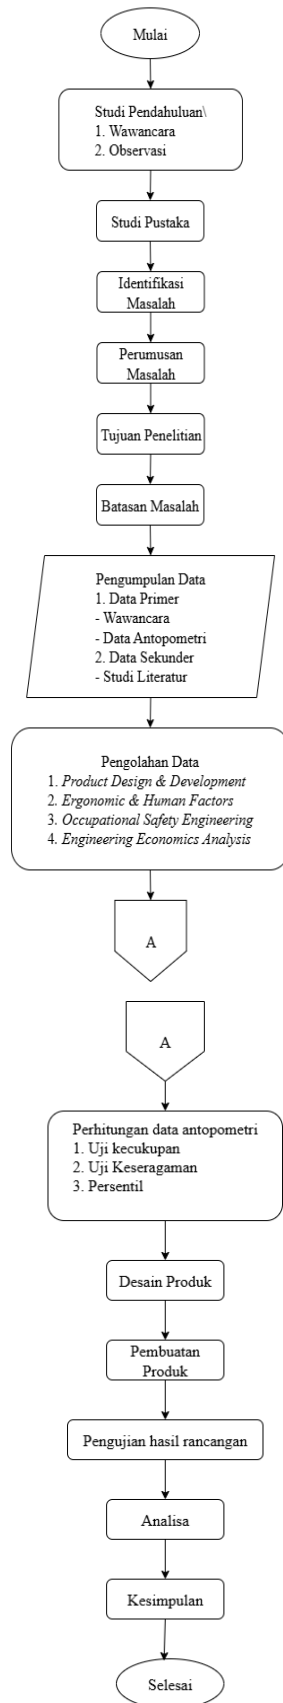 Mulai
Studi Pendahuluan\
1. Wawancara
2. Observasi
Studi Pustaka
Identifikasi
Masalah
Perumusan
Masalah
Tujuan Penelitian
Batasan Masalah
Pengumpulan Data
1. Data Primer
- Wawancara
- Data Antopometri
2. Data Sekunder
- Studi Literatur
Pengolahan Data
1. Product Design & Development
2. Ergonomic & Human Factors
3. Occupational Safety Engineering
4. Engineering Economics Analysis
A
A
Perhitungan data antopometri
1. Uji kecukupan
2. Uji Keseragaman
3. Persentil
Desain Produk
Pembuatan
Produk
Pengujian hasil rancangan
Analisa
Kesimpulan
Selesai